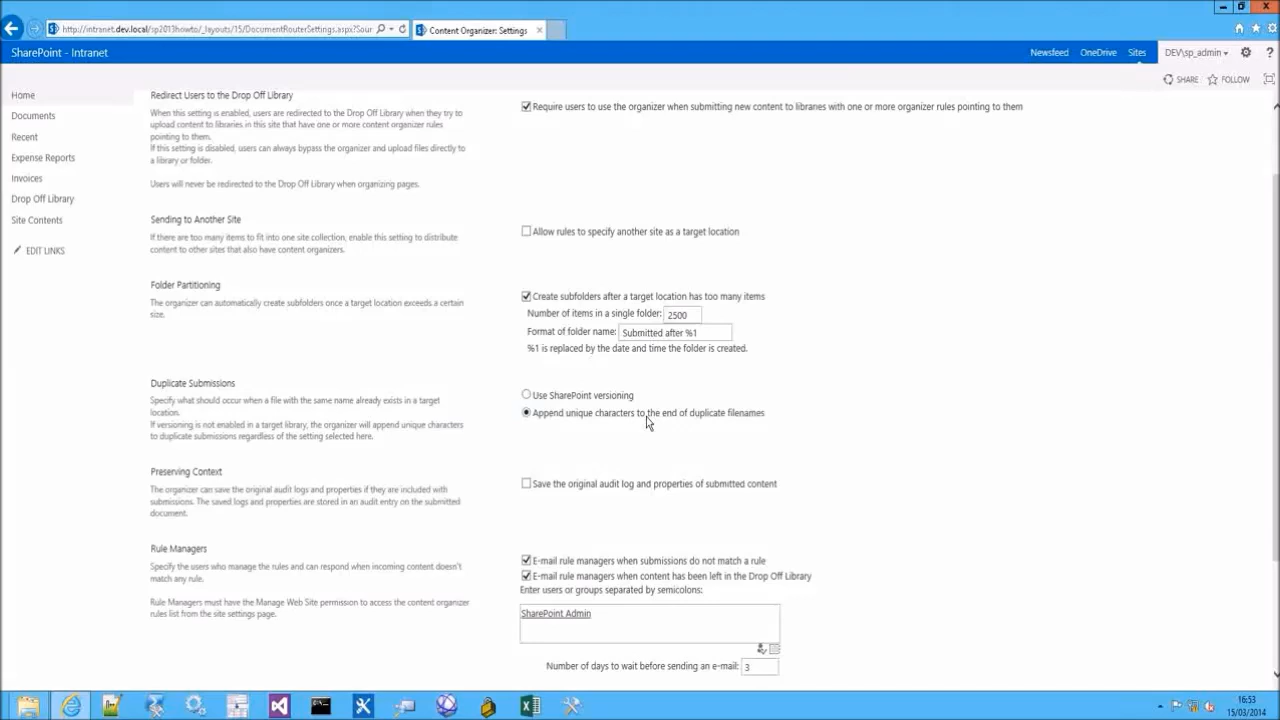 http://intranet.dev.local/sp2013howto/_layouts/15/DocumentRouterSettings.aspx?Sour
Content Organizer: Settings
SharePoint - Intranet
Newsfeed
OneDrive
Sites
DEV\sp_admin
?
SHARE
FOLLOW
Home
Documents
Recent
Expense Reports
Invoices
Drop Off Library
Site Contents
EDIT LINKS
Redirect Users to the Drop Off Library
When this setting is enabled, users are redirected to the Drop Off Library when they try to
upload content to libraries in this site that have one or more content organizer rules
pointing to them.
If this setting is disabled, users can always bypass the organizer and upload files directly to
a library or folder.
Users will never be redirected to the Drop Off Library when organizing pages.
Require users to use the organizer when submitting new content to libraries with one or more organizer rules pointing to them
Sending to Another Site
If there are too many items to fit into one site collection, enable this setting to distribute
content to other sites that also have content organizers.
Allow rules to specify another site as a target location
Folder Partitioning
The organizer can automatically create subfolders once a target location exceeds a certain
size.
Create subfolders after a target location has too many items
Number of items in a single folder: 2500
Format of folder name: Submitted after %1
%1 is replaced by the date and time the folder is created.
Duplicate Submissions
Specify what should occur when a file with the same name already exists in a target
location.
If versioning is not enabled in a target library, the organizer will append unique characters
to duplicate submissions regardless of the setting selected here.
Use SharePoint versioning
Append unique characters to the end of duplicate filenames
Preserving Context
The organizer can save the original audit logs and properties if they are included with
submissions. The saved logs and properties are stored in an audit entry on the submitted
document.
Save the original audit log and properties of submitted content
Rule Managers
Specify the users who manage the rules and can respond when incoming content doesn't
match any rule.
Rule Managers must have the Manage Web Site permission to access the content organizer
rules list from the site settings page.
E-mail rule managers when submissions do not match a rule
E-mail rule managers when content has been left in the Drop Off Library
Enter users or groups separated by semicolons:
SharePoint Admin
Number of days to wait before sending an e-mail: 3
16:53
15/03/2014